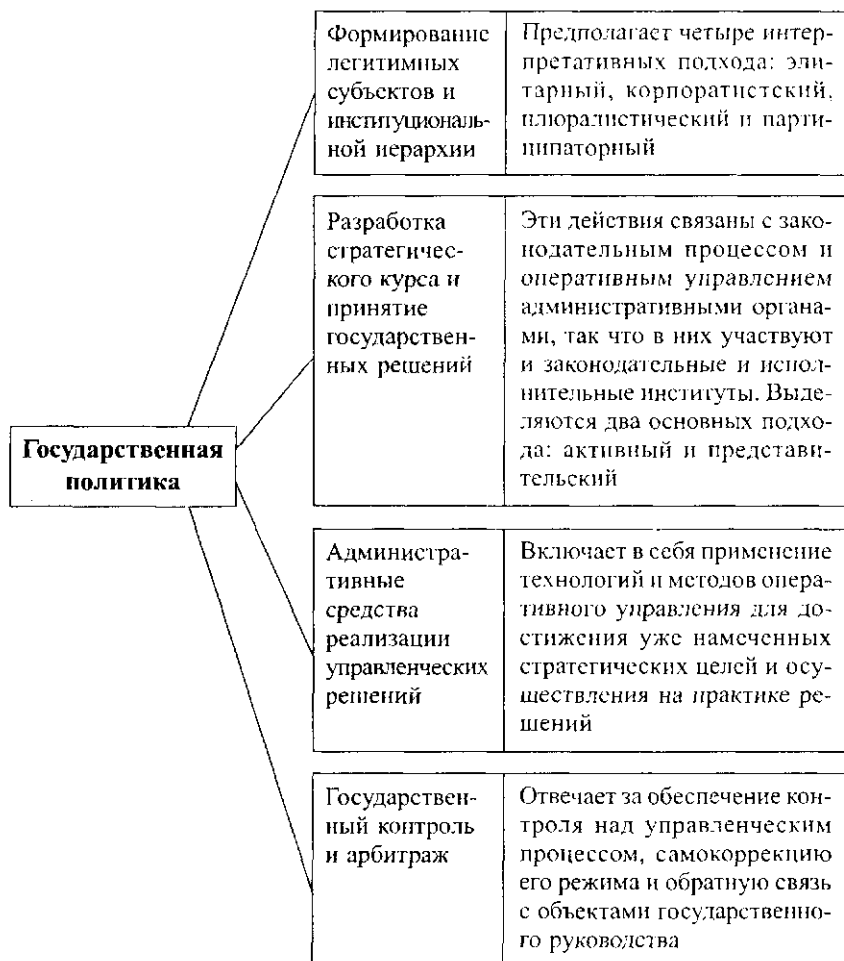 Формирование
легитимных
субъектов и
институциональ-
ной иерархии
Предполагает четыре интер-
претативных подхода: эли-
тарный, корпоратистский,
плюралистический и парти-
ципаторный
Разработка
стратегичес-
кого курса и
принятие
государствен-
ных решений
Эти действия связаны с зако-
нодательным процессом и
оперативным управлением
административными органа-
ми, так что в них участвуют
и законодательные и испол-
нительные институты. Выде-
ляются два основных подхо-
да: активный и представи-
тельский
Государственная
политика
Администра-
тивные
средства
реализации
управленческих
решений
Включает в себя применение
технологий и методов опера-
тивного управления для до-
стижения уже намеченных
стратегических целей и осу-
ществления на практике ре-
шений
Государствен-
ный контроль
и арбитраж
Отвечает за обеспечение кон-
троля над управленческим
процессом, самокоррекцию
его режима и обратную связь
с объектами государственно-
го руководства